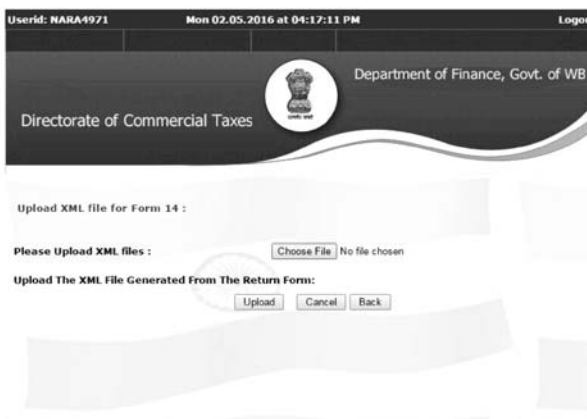 Userid: NARA4971 Mon 02.05.2016 at 04:17:11 PM Logou
Department of Finance, Govt. of WB
Directorate of Commercial Taxes
Upload XML file for Form 14 :
Please Upload XML files : Choose File No file chosen
Upload The XML File Generated From The Return Form:
Upload Cancel Back